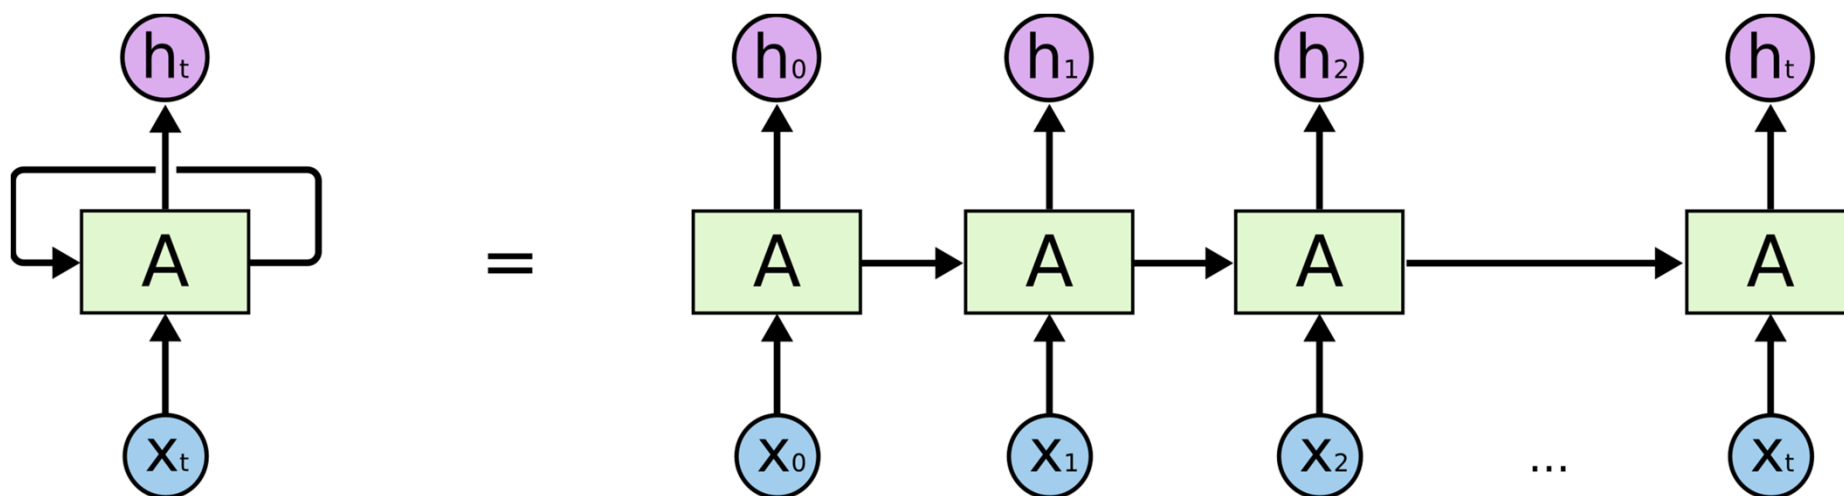 hₜ h₀ h₁ h₂ hₜ
A = A A A A
xₜ x₀ x₁ x₂ ... xₜ